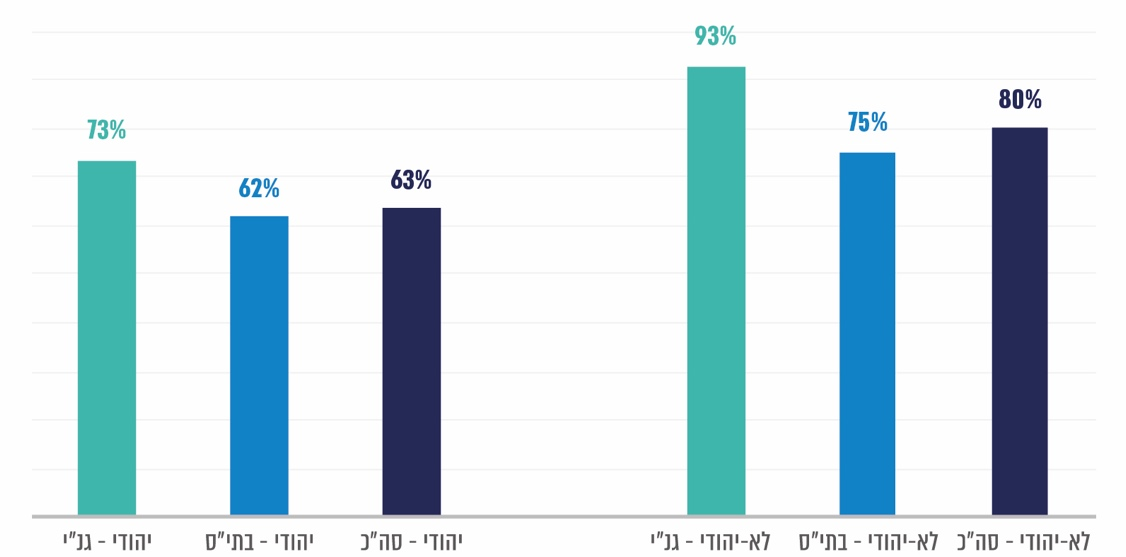 73%
62%
63%
93%
75%
80%
יהודי - גנ"י
יהודי - בתי"ס
יהודי - סה"כ
לא-יהודי - גנ"י
לא-יהודי - בתי"ס
לא-יהודי - סה"כ